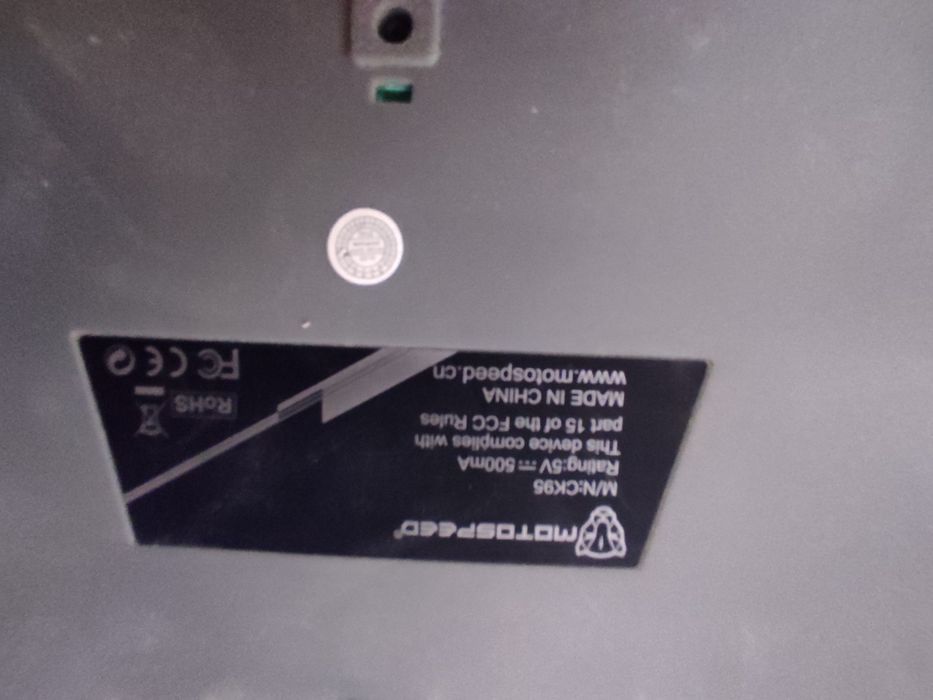 MOTOSPEED®
M/N:CK95
Rating:5V ⎓ 500mA
This device complies with
part 15 of the FCC Rules
MADE IN CHINA
www.motospeed.cn
RoHS
FC CE